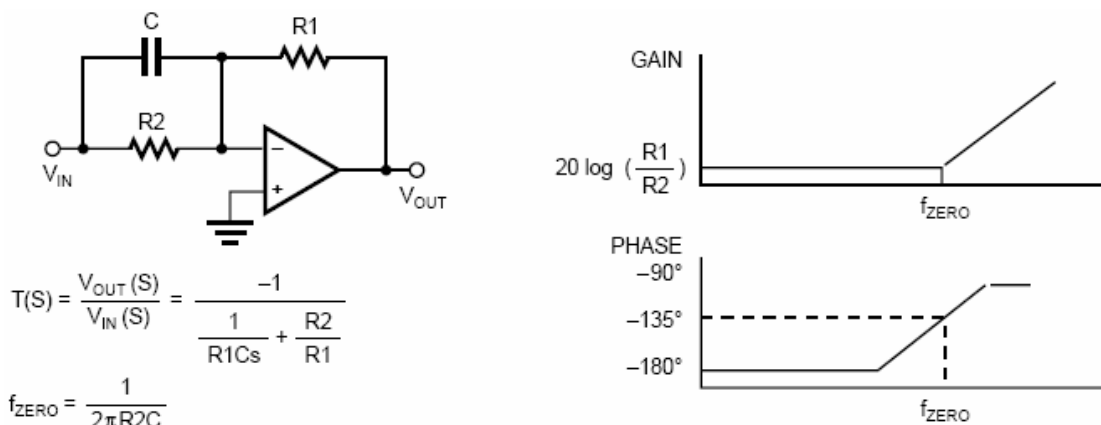 C
R1
R2
V_IN
−
+
V_OUT
T(S) = V_OUT (S) / V_IN (S) = −1 / (1 / R1Cs + R2 / R1)
f_ZERO = 1 / 2πR2C
GAIN
20 log (R1 / R2)
f_ZERO
PHASE
−90°
−135°
−180°
f_ZERO